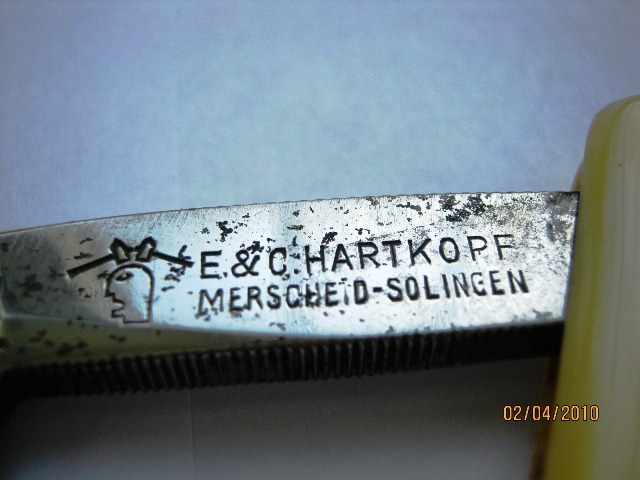 E. & C. HARTKOPF
MERSCHEID-SOLINGEN
02/04/2010